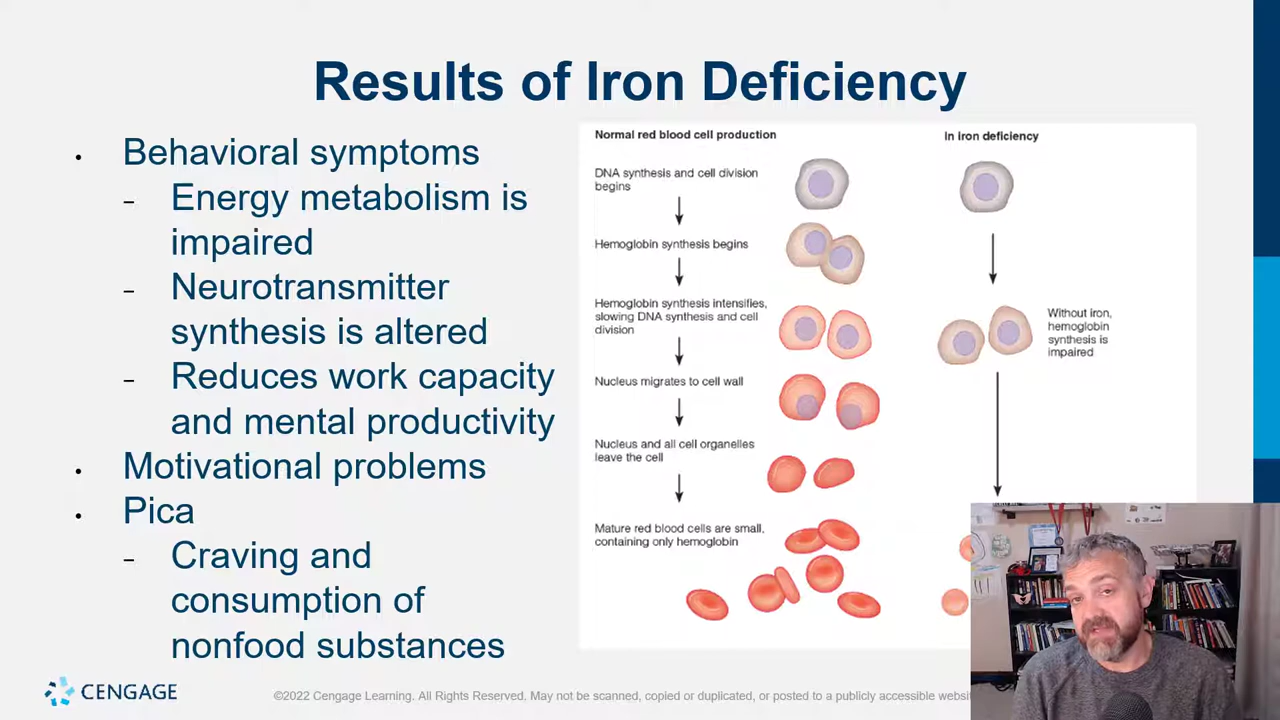 Results of Iron Deficiency
• Behavioral symptoms
– Energy metabolism is
impaired
– Neurotransmitter
synthesis is altered
– Reduces work capacity
and mental productivity
• Motivational problems
• Pica
– Craving and
consumption of
nonfood substances
Normal red blood cell production
DNA synthesis and cell division
begins
Hemoglobin synthesis begins
Hemoglobin synthesis intensifies,
slowing DNA synthesis and cell
division
Nucleus migrates to cell wall
Nucleus and all cell organelles
leave the cell
Mature red blood cells are small,
containing only hemoglobin
In iron deficiency
Without iron,
hemoglobin
synthesis is
impaired
CENGAGE
©2022 Cengage Learning. All Rights Reserved. May not be scanned, copied or duplicated, or posted to a publicly accessible